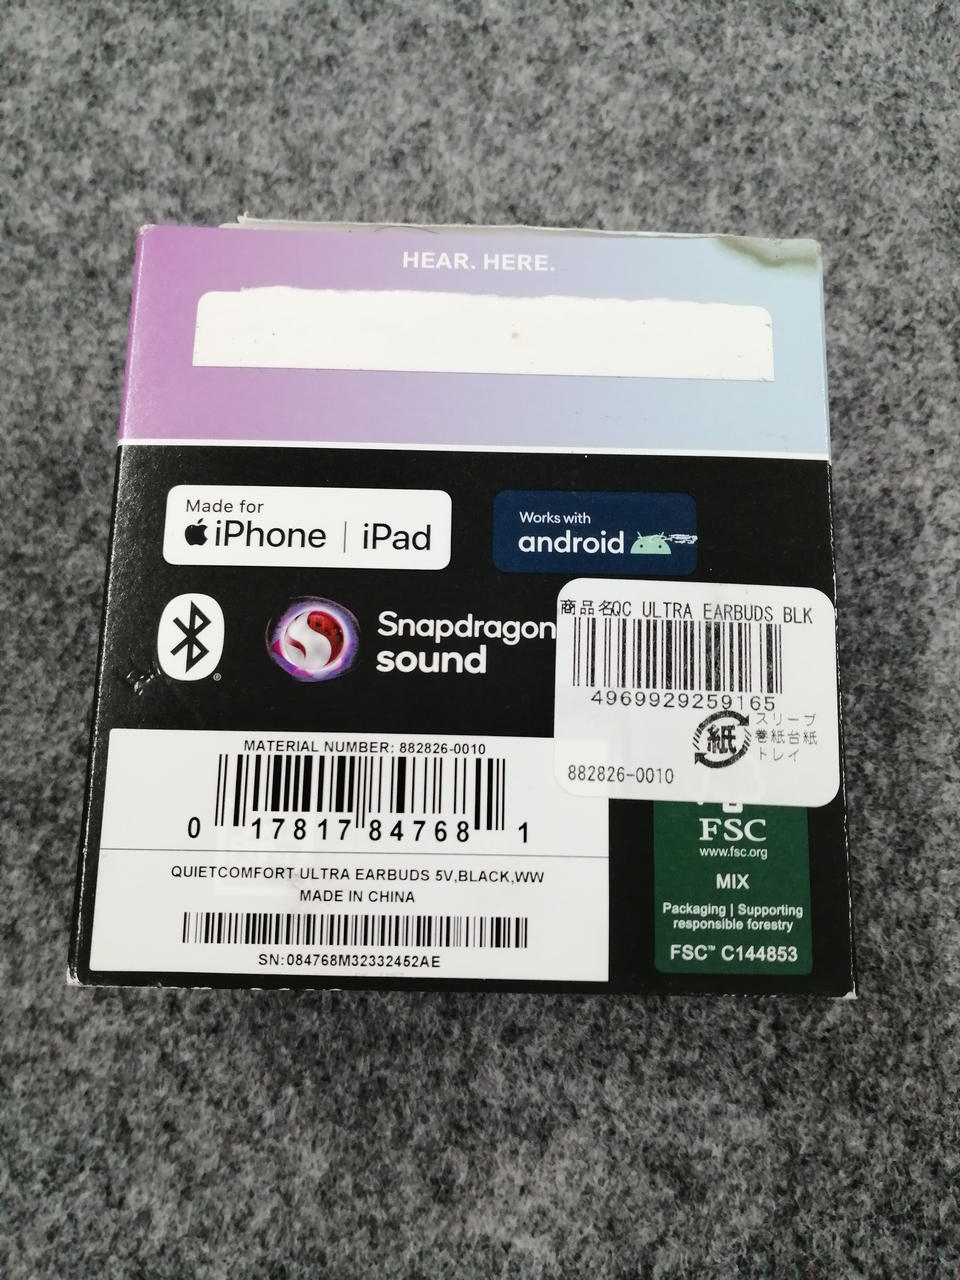 HEAR. HERE.
Made for
iPhone | iPad
Works with
android
Snapdragon
sound
商品名QC ULTRA EARBUDS BLK
4969929259165
紙
スリーブ
巻紙台紙
トレイ
882826-0010
MATERIAL NUMBER: 882826-0010
0 17817 84768 1
QUIETCOMFORT ULTRA EARBUDS 5V,BLACK,WW
MADE IN CHINA
SN:084768M32332452AE
FSC
www.fsc.org
MIX
Packaging | Supporting
responsible forestry
FSC™ C144853